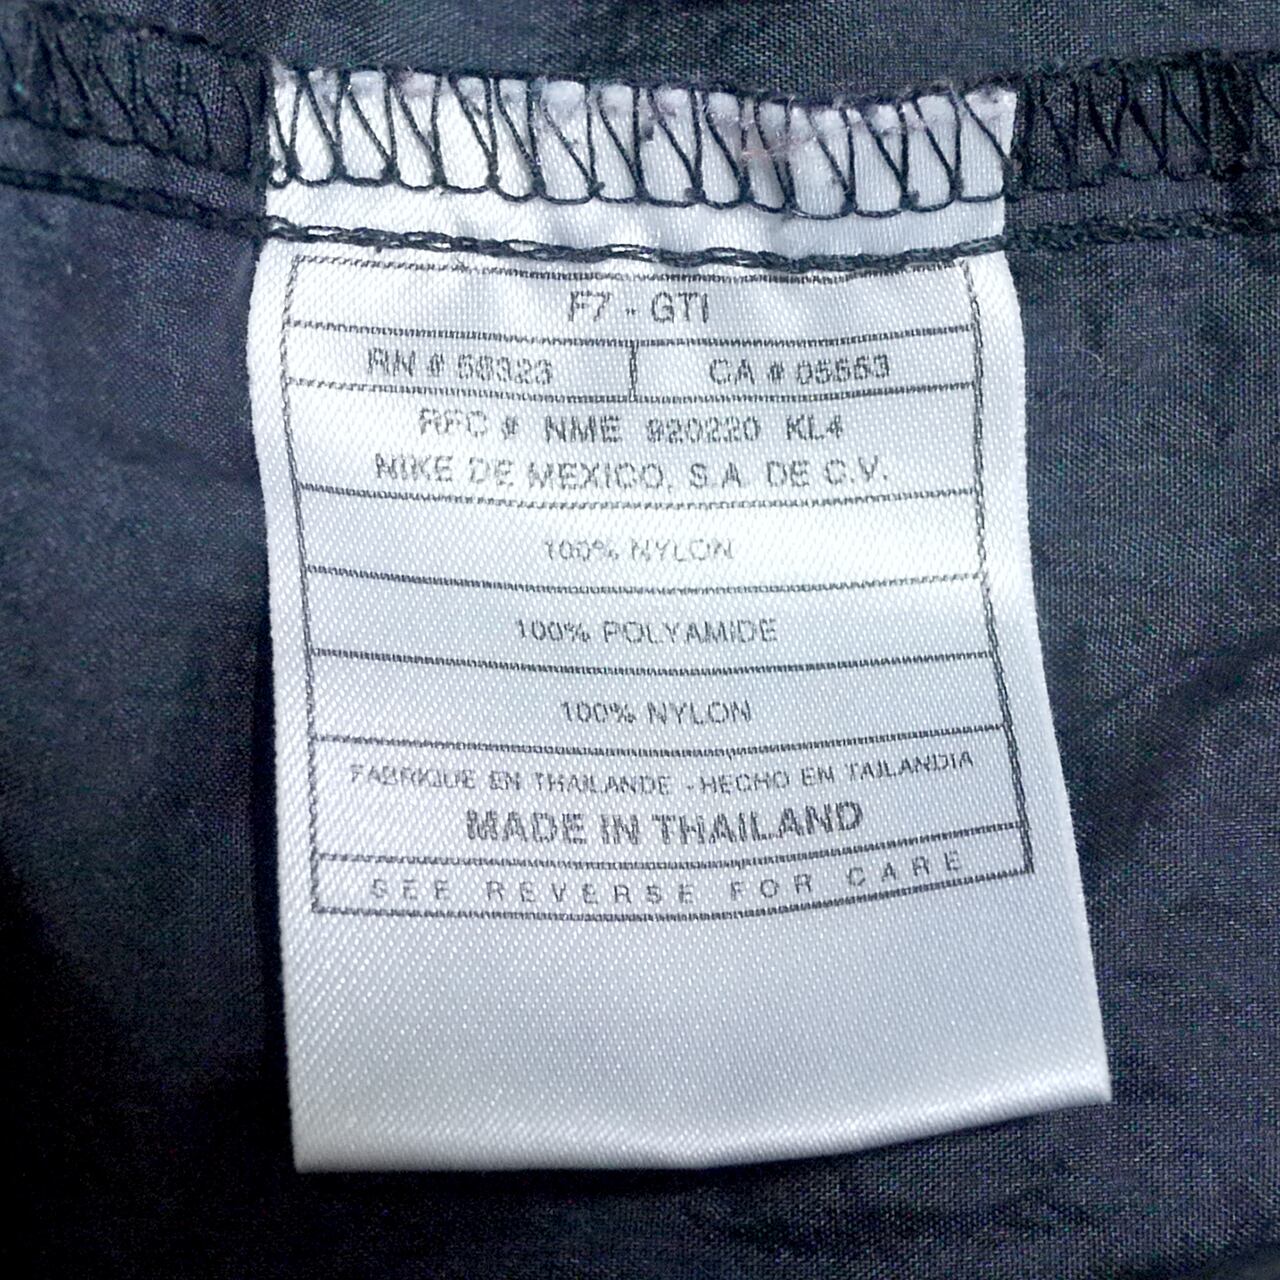 F7 - GTI
RN # 56323 CA # 05553
RFC # NME 920220 KL4
NIKE DE MEXICO, S.A. DE C.V.
100% NYLON
100% POLYAMIDE
100% NYLON
FABRIQUE EN THAILANDE - HECHO EN TAILANDIA
MADE IN THAILAND
SEE REVERSE FOR CARE